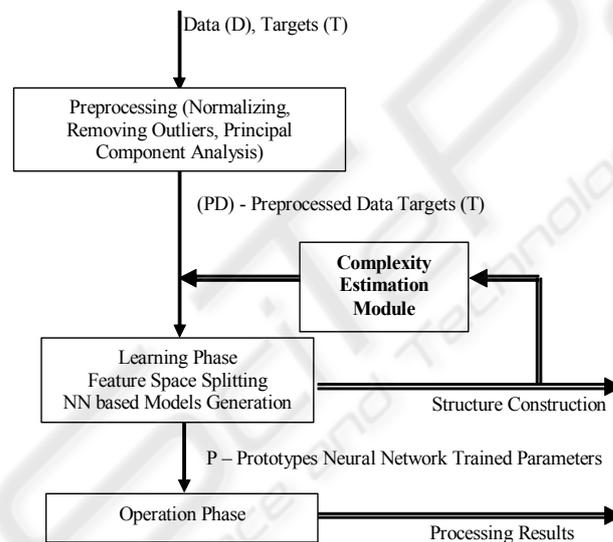 Data (D), Targets (T)
Preprocessing (Normalizing,
Removing Outliers, Principal
Component Analysis)
(PD) - Preprocessed Data Targets (T)
Complexity
Estimation
Module
Learning Phase
Feature Space Splitting
NN based Models Generation
Structure Construction
P – Prototypes Neural Network Trained Parameters
Operation Phase
Processing Results